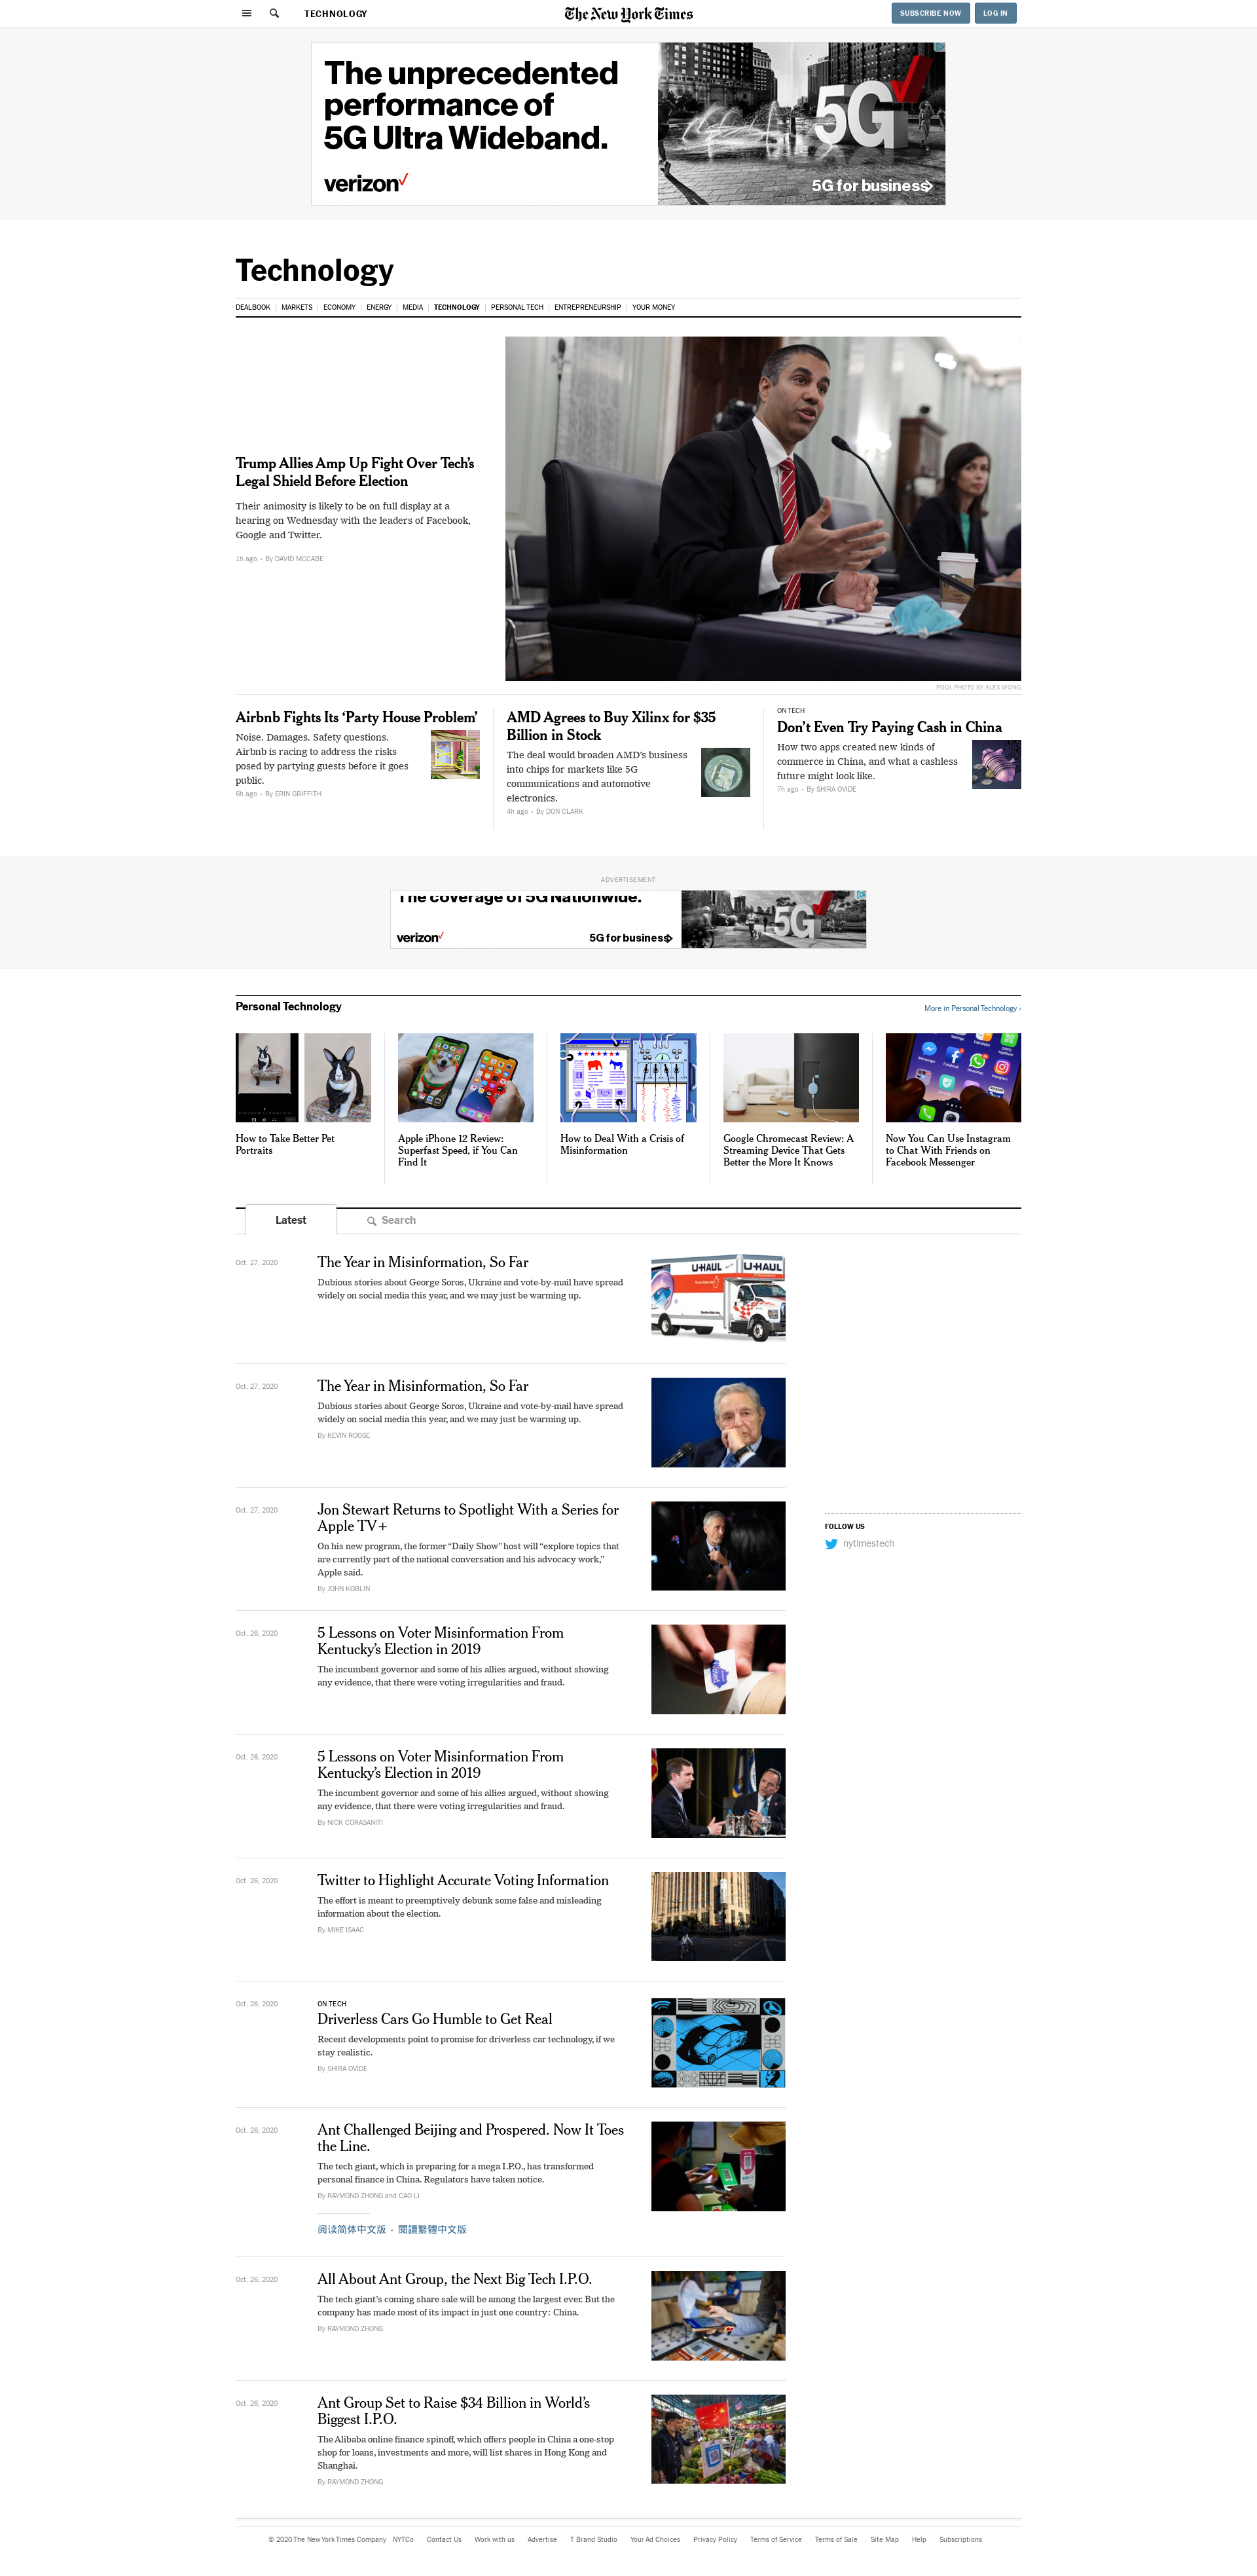 TECHNOLOGY
The New York Times
SUBSCRIBE NOW
LOG IN
The unprecedented
performance of
5G Ultra Wideband.
verizon
5G
5G for business
Technology
DEALBOOK | MARKETS | ECONOMY | ENERGY | MEDIA | TECHNOLOGY | PERSONAL TECH | ENTREPRENEURSHIP | YOUR MONEY
Trump Allies Amp Up Fight Over Tech’s
Legal Shield Before Election
Their animosity is likely to be on full display at a
hearing on Wednesday with the leaders of Facebook,
Google and Twitter.
1h ago • By DAVID MCCABE
POOL PHOTO BY ALEX WONG
Airbnb Fights Its ‘Party House Problem’
Noise. Damages. Safety questions.
Airbnb is racing to address the risks
posed by partying guests before it goes
public.
6h ago • By ERIN GRIFFITH
AMD Agrees to Buy Xilinx for $35
Billion in Stock
The deal would broaden AMD’s business
into chips for markets like 5G
communications and automotive
electronics.
4h ago • By DON CLARK
ON TECH
Don’t Even Try Paying Cash in China
How two apps created new kinds of
commerce in China, and what a cashless
future might look like.
7h ago • By SHIRA OVIDE
ADVERTISEMENT
The coverage of 5G Nationwide.
verizon
5G for business
5G
Personal Technology
More in Personal Technology ›
How to Take Better Pet
Portraits
Apple iPhone 12 Review:
Superfast Speed, if You Can
Find It
How to Deal With a Crisis of
Misinformation
Google Chromecast Review: A
Streaming Device That Gets
Better the More It Knows
Now You Can Use Instagram
to Chat With Friends on
Facebook Messenger
Latest
Search
Oct. 27, 2020
The Year in Misinformation, So Far
Dubious stories about George Soros, Ukraine and vote-by-mail have spread
widely on social media this year, and we may just be warming up.
U-HAUL
U-HAUL
Oct. 27, 2020
The Year in Misinformation, So Far
Dubious stories about George Soros, Ukraine and vote-by-mail have spread
widely on social media this year, and we may just be warming up.
By KEVIN ROOSE
Oct. 27, 2020
Jon Stewart Returns to Spotlight With a Series for
Apple TV+
On his new program, the former “Daily Show” host will “explore topics that
are currently part of the national conversation and his advocacy work,”
Apple said.
By JOHN KOBLIN
FOLLOW US
nytimestech
Oct. 26, 2020
5 Lessons on Voter Misinformation From
Kentucky’s Election in 2019
The incumbent governor and some of his allies argued, without showing
any evidence, that there were voting irregularities and fraud.
Oct. 26, 2020
5 Lessons on Voter Misinformation From
Kentucky’s Election in 2019
The incumbent governor and some of his allies argued, without showing
any evidence, that there were voting irregularities and fraud.
By NICK CORASANITI
Oct. 26, 2020
Twitter to Highlight Accurate Voting Information
The effort is meant to preemptively debunk some false and misleading
information about the election.
By MIKE ISAAC
Oct. 26, 2020
ON TECH
Driverless Cars Go Humble to Get Real
Recent developments point to promise for driverless car technology, if we
stay realistic.
By SHIRA OVIDE
Oct. 26, 2020
Ant Challenged Beijing and Prospered. Now It Toes
the Line.
The tech giant, which is preparing for a mega I.P.O., has transformed
personal finance in China. Regulators have taken notice.
By RAYMOND ZHONG and CAO LI
阅读简体中文版 • 閱讀繁體中文版
Oct. 26, 2020
All About Ant Group, the Next Big Tech I.P.O.
The tech giant’s coming share sale will be among the largest ever. But the
company has made most of its impact in just one country: China.
By RAYMOND ZHONG
Oct. 26, 2020
Ant Group Set to Raise $34 Billion in World’s
Biggest I.P.O.
The Alibaba online finance spinoff, which offers people in China a one-stop
shop for loans, investments and more, will list shares in Hong Kong and
Shanghai.
By RAYMOND ZHONG
© 2020 The New York Times Company NYTCo Contact Us Work with us Advertise T Brand Studio Your Ad Choices Privacy Policy Terms of Service Terms of Sale Site Map Help Subscriptions